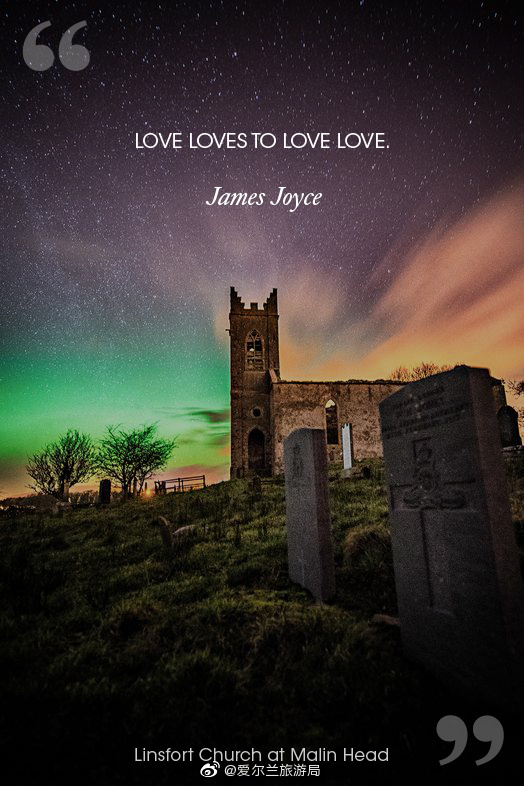 “
LOVE LOVES TO LOVE LOVE.
James Joyce
Linsfort Church at Malin Head
@爱尔兰旅游局
”